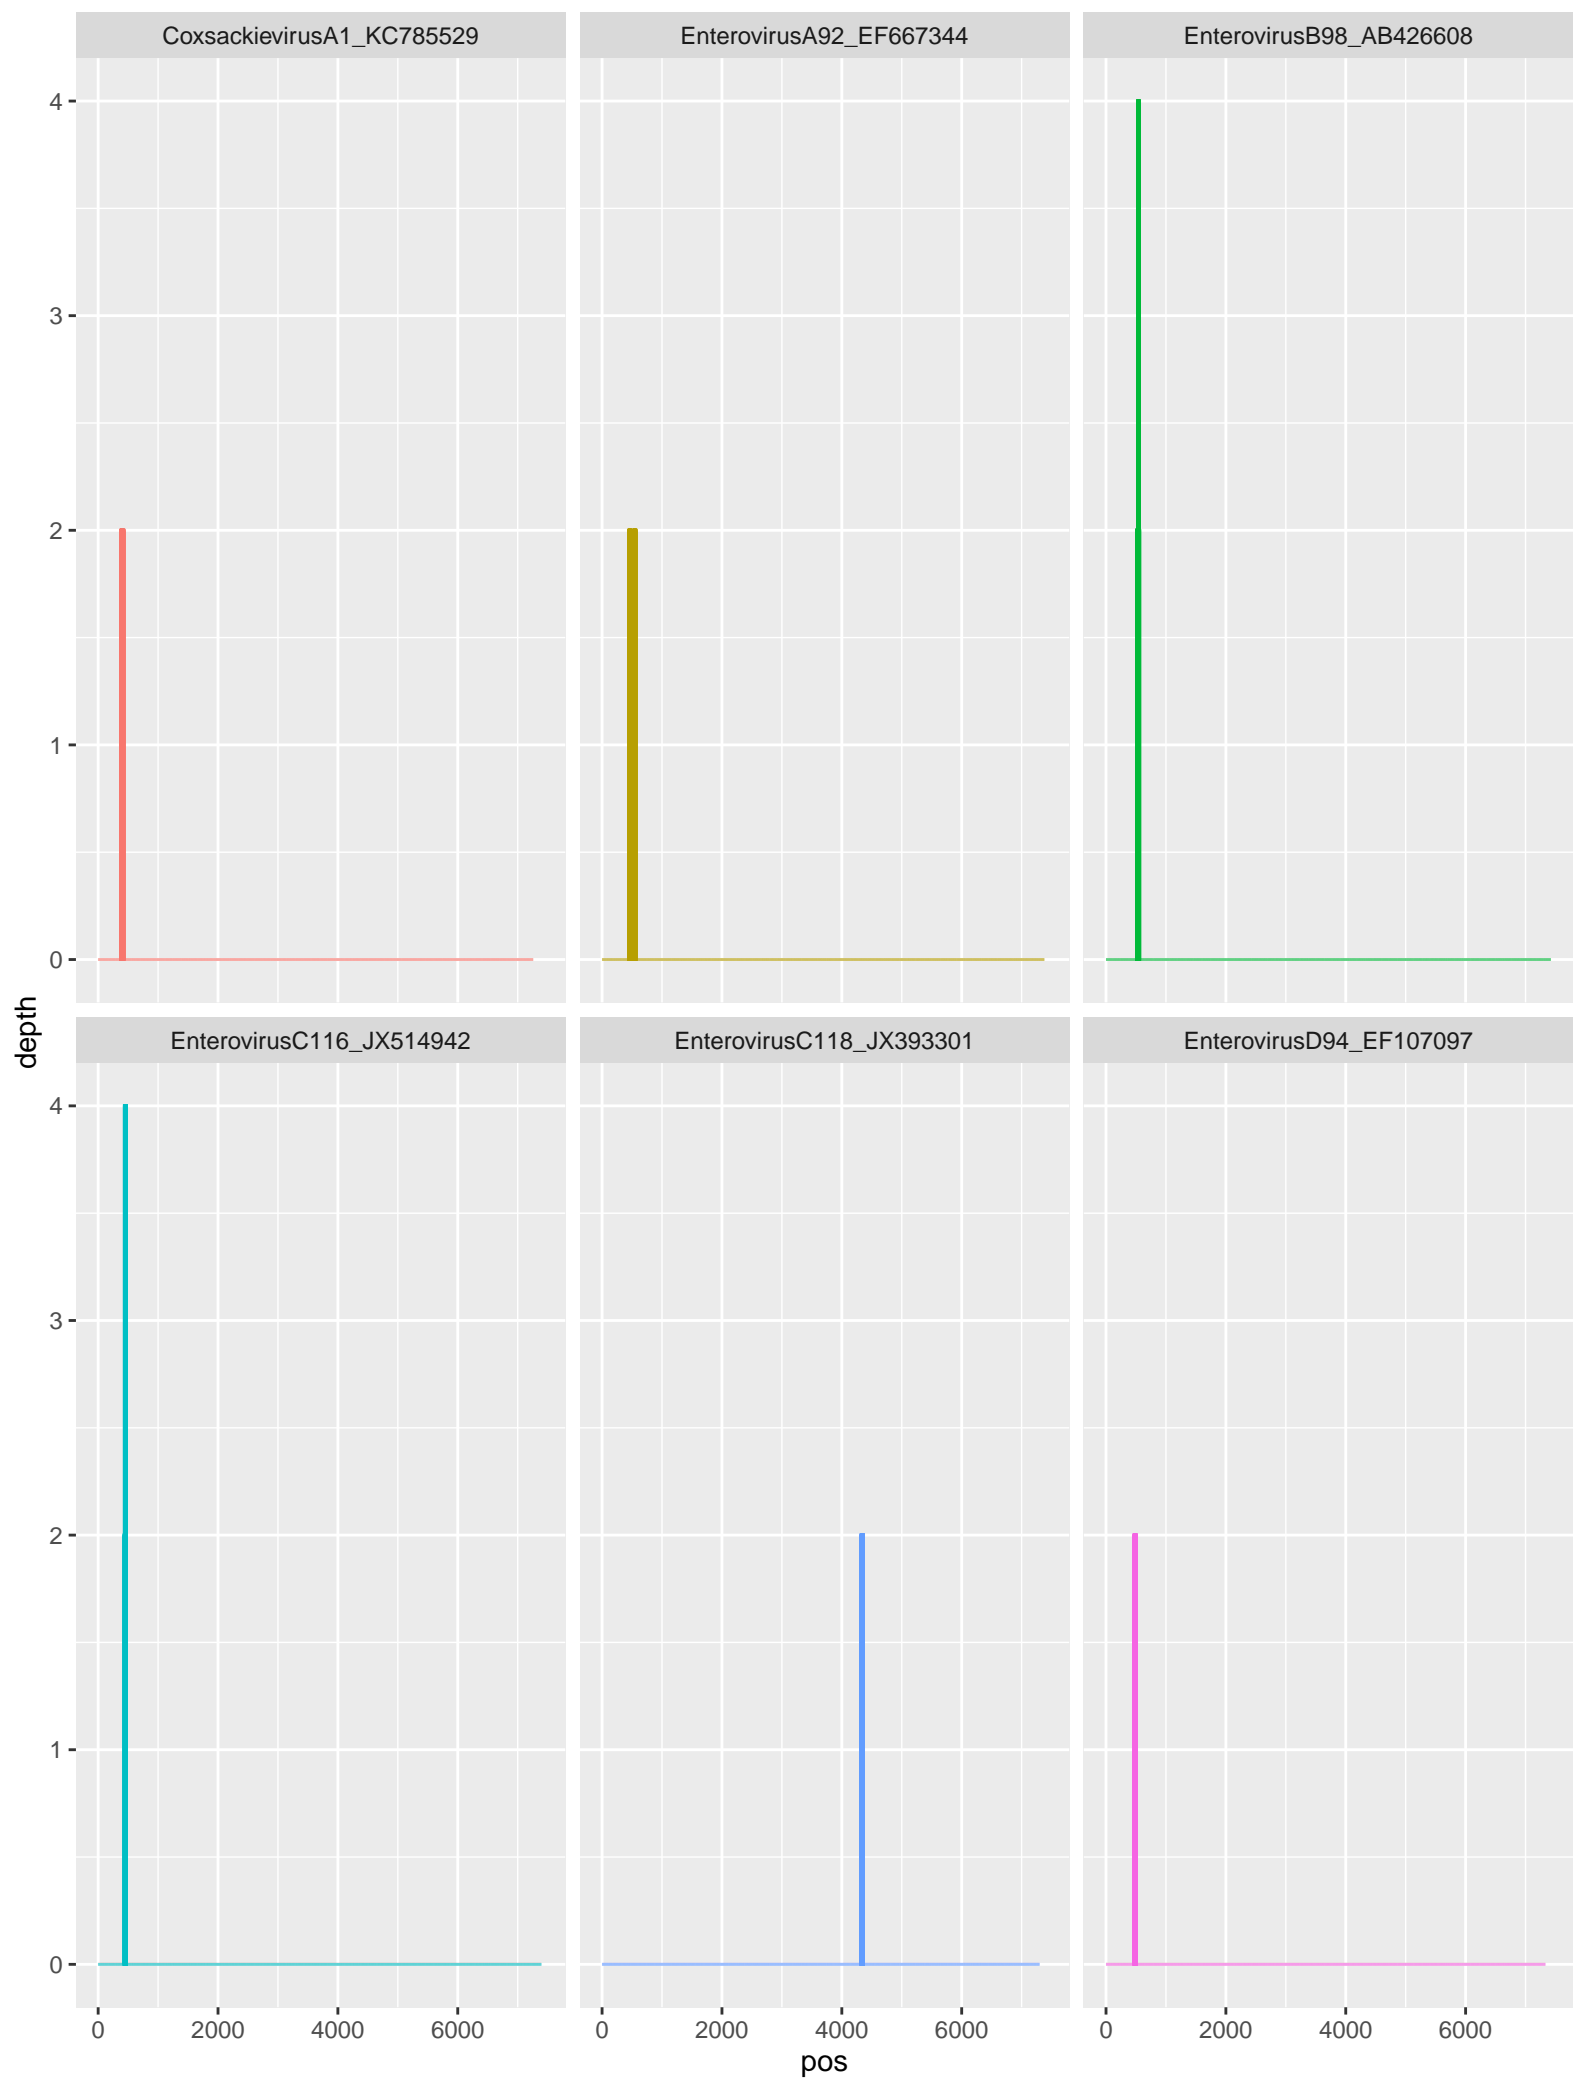 CoxsackievirusA1_KC785529
EnterovirusA92_EF667344
EnterovirusB98_AB426608
4
3
2
1
0
depth
EnterovirusC116_JX514942
EnterovirusC118_JX393301
EnterovirusD94_EF107097
4
3
2
1
0
0 2000 4000 6000
0 2000 4000 6000
0 2000 4000 6000
pos